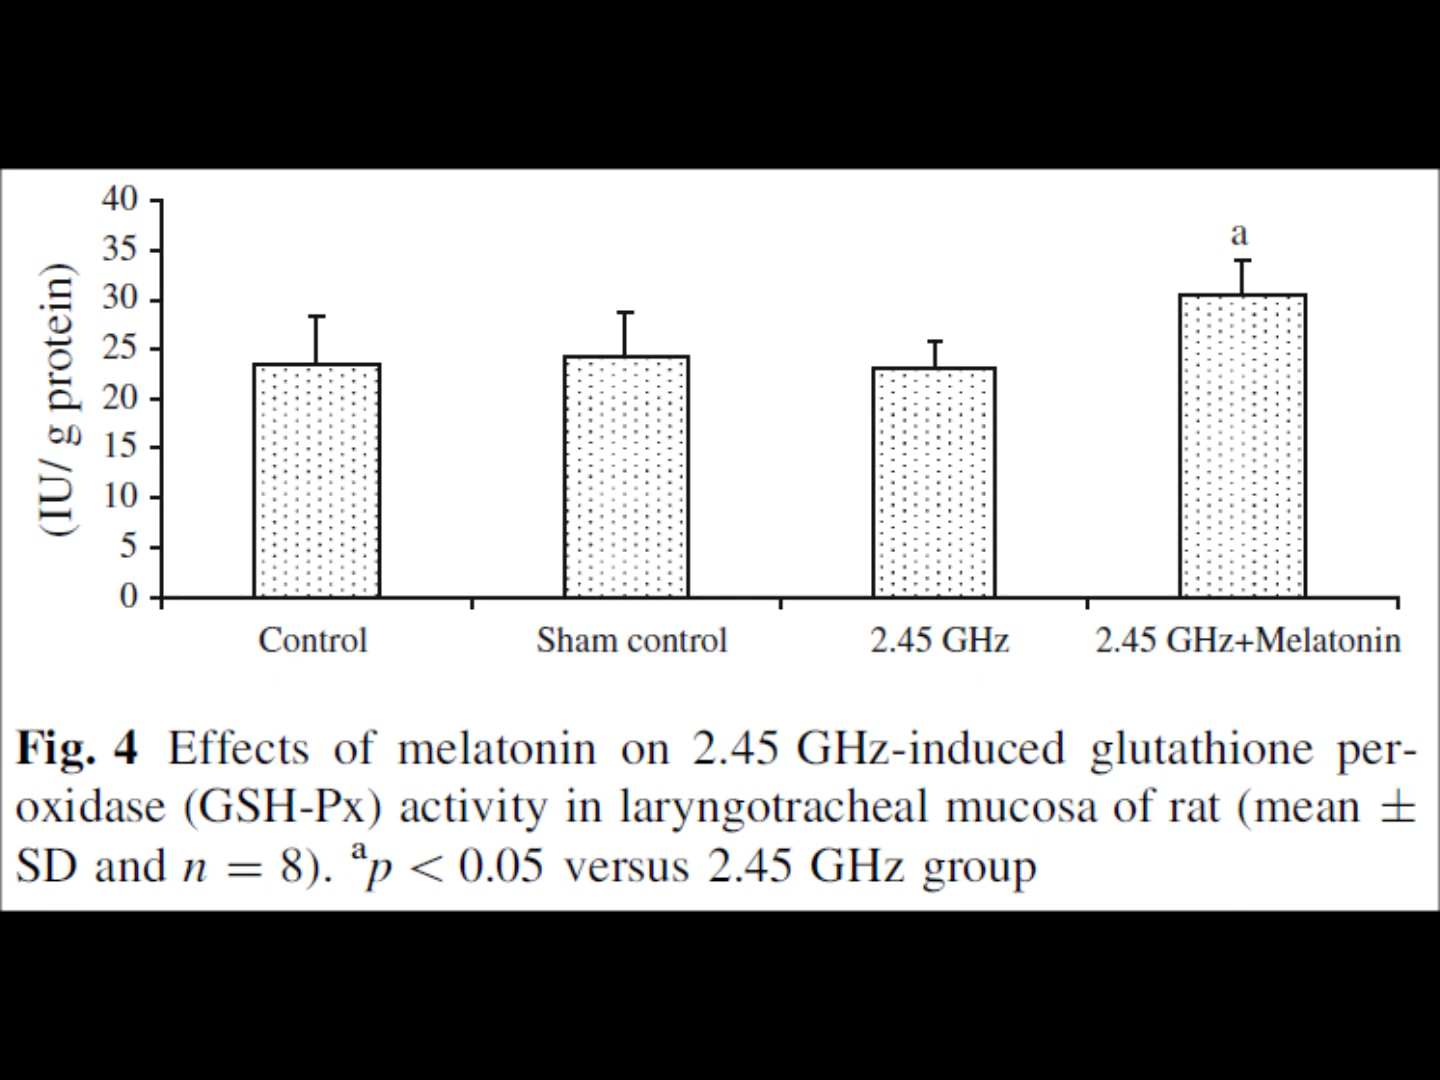 40
35
30
25
20
15
10
5
0
(IU/ g protein)
a
Control
Sham control
2.45 GHz
2.45 GHz+Melatonin
Fig. 4 Effects of melatonin on 2.45 GHz-induced glutathione per-
oxidase (GSH-Px) activity in laryngotracheal mucosa of rat (mean ±
SD and n = 8). ᵃp < 0.05 versus 2.45 GHz group